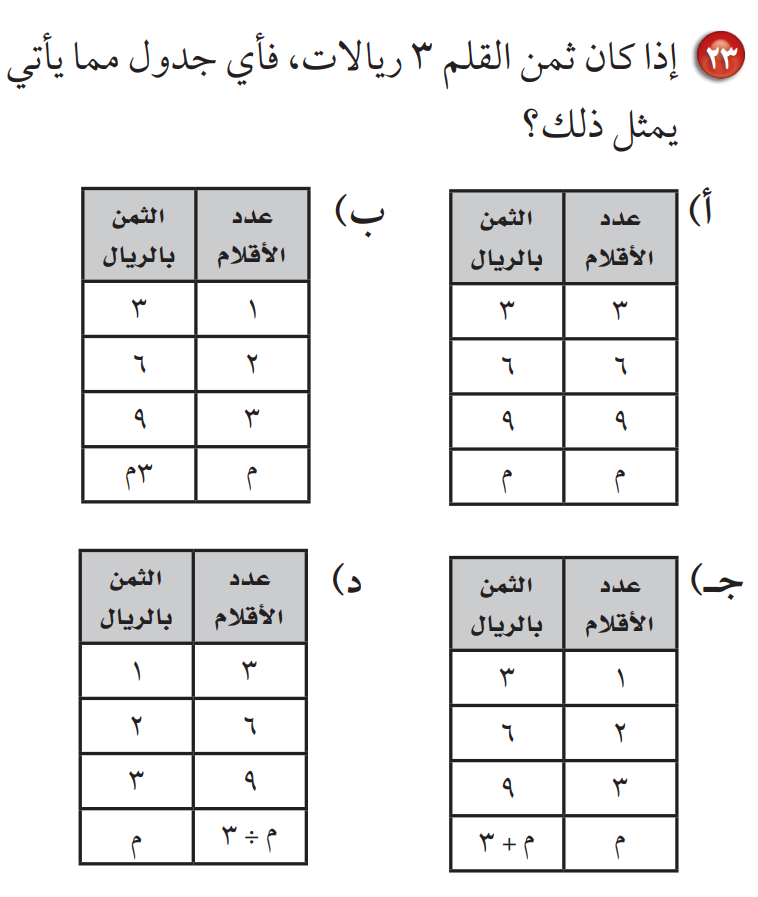 ٢٣ إذا كان ثمن القلم ٣ ريالات، فأي جدول مما يأتي
يمثل ذلك؟
أ)
عدد الأقلام الثمن بالريال
٣ ٣
٦ ٦
٩ ٩
م م
ب)
عدد الأقلام الثمن بالريال
١ ٣
٢ ٦
٣ ٩
م ٣م
جـ)
عدد الأقلام الثمن بالريال
١ ٣
٢ ٦
٣ ٩
م م + ٣
د)
عدد الأقلام الثمن بالريال
٣ ١
٦ ٢
٩ ٣
م ÷ ٣ م